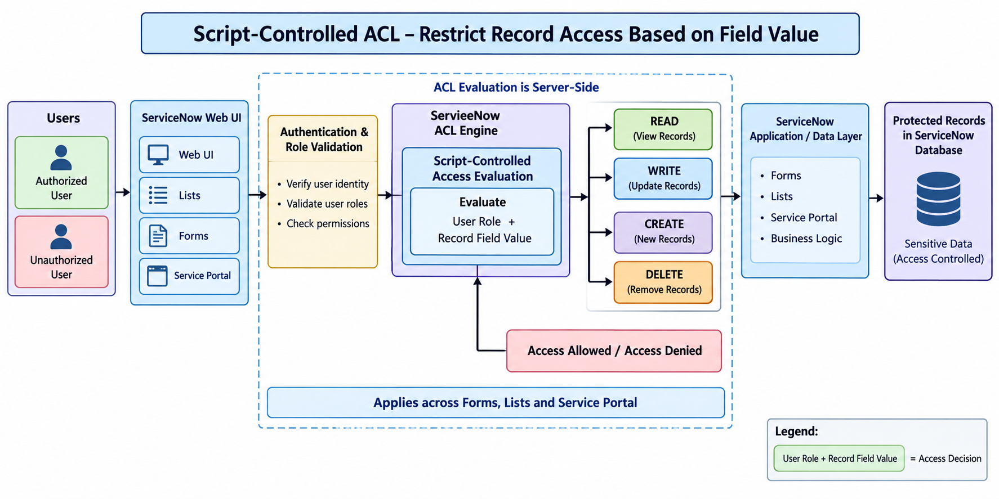 Script-Controlled ACL – Restrict Record Access Based on Field Value
ACL Evaluation is Server-Side
Users
Authorized
User
Unauthorized
User
ServiceNow Web UI
Web UI
Lists
Forms
Service Portal
Authentication &
Role Validation
• Verify user identity
• Validate user roles
• Check permissions
ServieeNow
ACL Engine
Script-Controlled
Access Evaluation
Evaluate
User Role +
Record Field Value
READ
(View Records)
WRITE
(Update Records)
CREATE
(New Records)
DELETE
(Remove Records)
ServiceNow
Application / Data Layer
• Forms
• Lists
• Service Portal
• Business Logic
Protected Records
in ServiceNow
Database
Sensitive Data
(Access Controlled)
Access Allowed / Access Denied
Applies across Forms, Lists and Service Portal
Legend:
User Role + Record Field Value = Access Decision